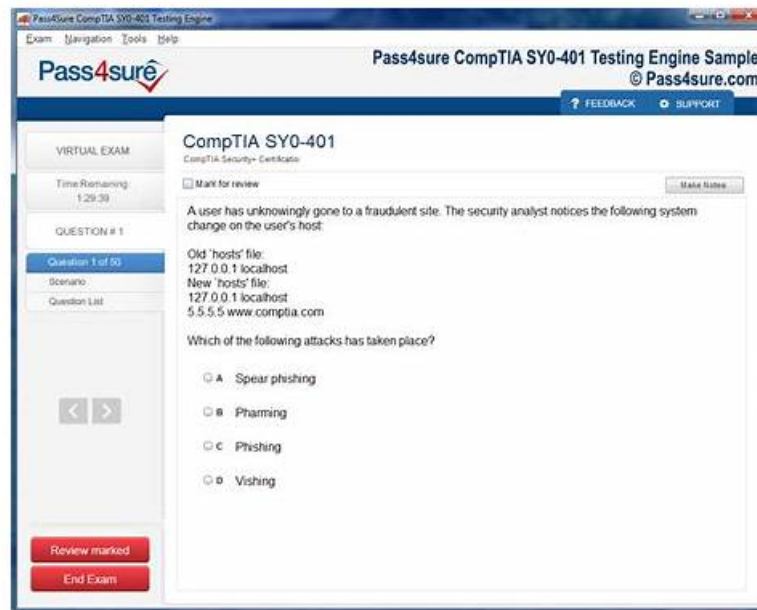 Pass4Sure CompTIA SY0-401 Testing Engine
Exam Navigation Tools Help
Pass4sure
Pass4sure CompTIA SY0-401 Testing Engine Sample
© Pass4sure.com
? FEEDBACK SUPPORT
VIRTUAL EXAM
Time Remaining
1:29:39
QUESTION # 1
Question 1 of 50
Scenario
Question List
Review marked
End Exam
CompTIA SY0-401
CompTIA Security+ Certificatio
Mark for review
Make Notes
A user has unknowingly gone to a fraudulent site. The security analyst notices the following system
change on the user's host:
Old `hosts' file:
127.0.0.1 localhost
New `hosts' file:
127.0.0.1 localhost
5.5.5.5 www.comptia.com
Which of the following attacks has taken place?
A Spear phishing
B Pharming
C Phishing
D Vishing